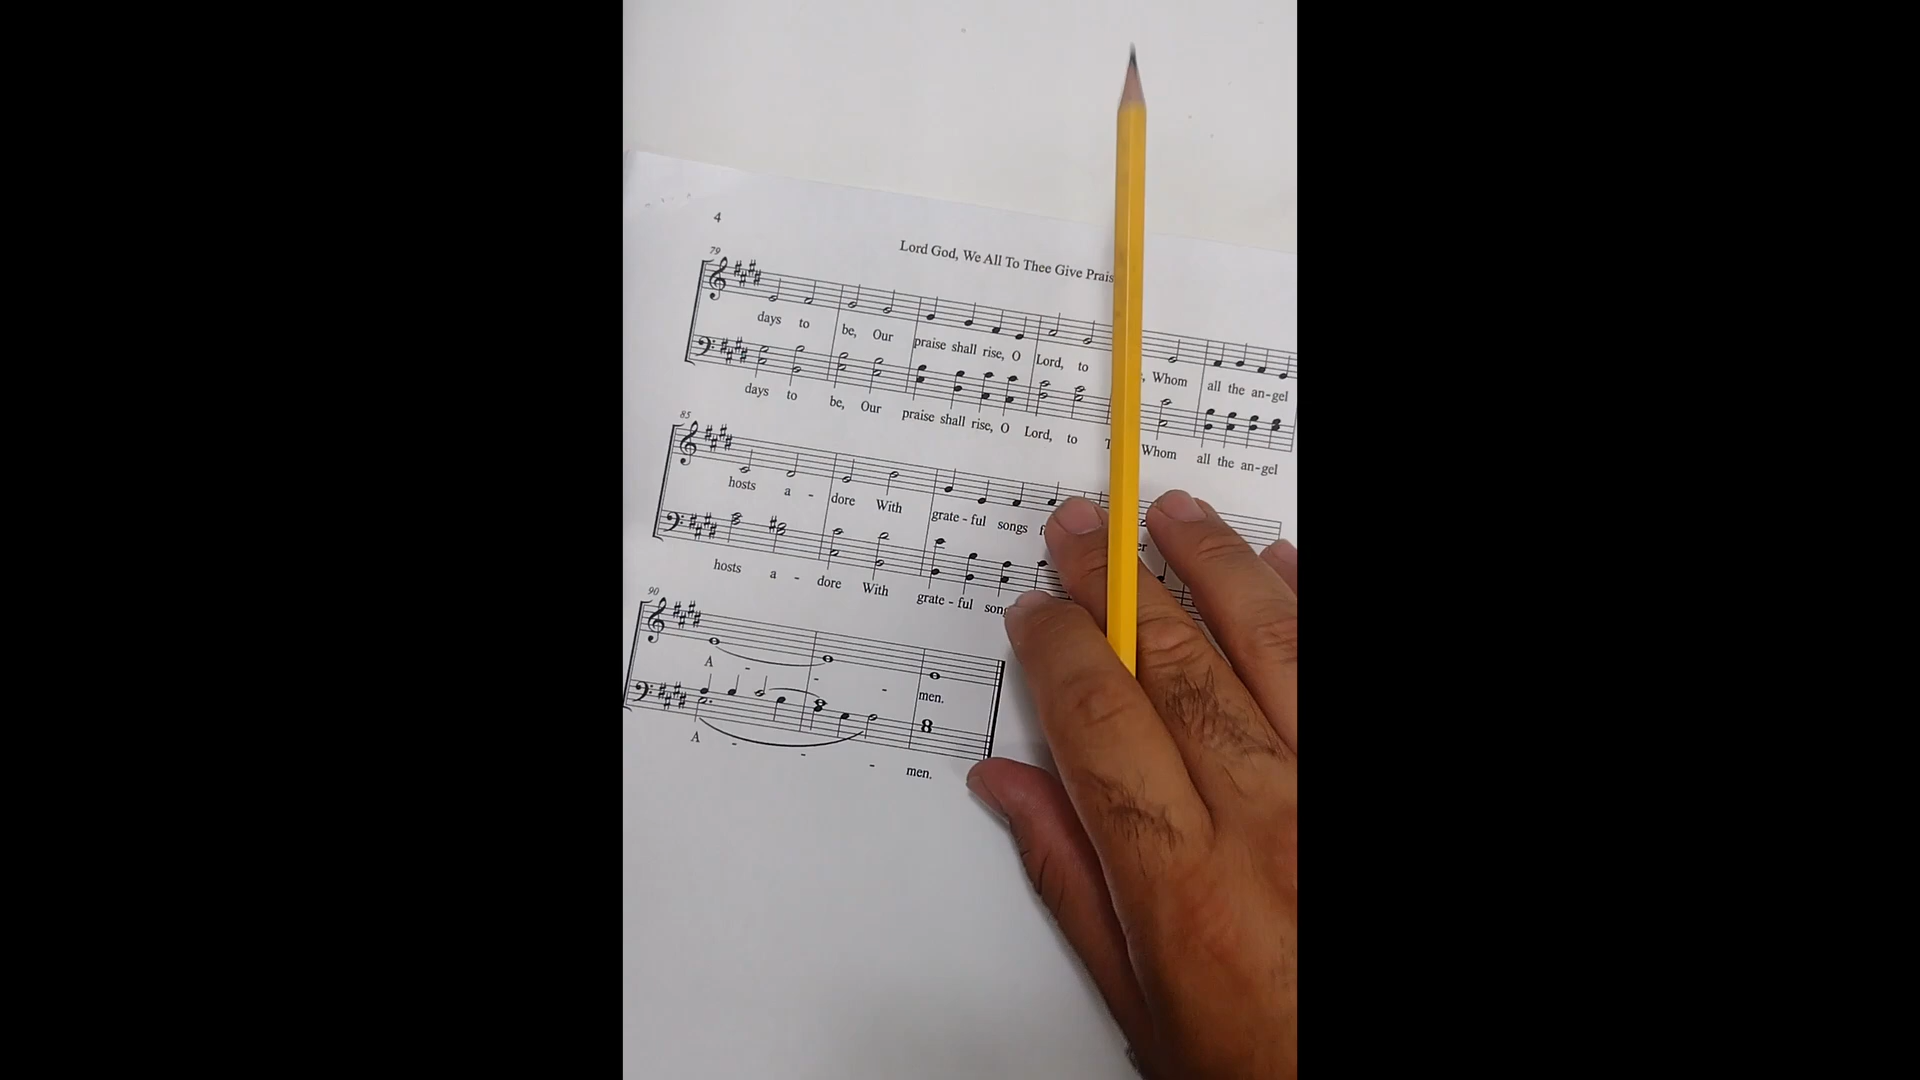 4
Lord God, We All To Thee Give Prais
79
days to be, Our praise shall rise, O Lord, to , Whom all the an-gel
days to be, Our praise shall rise, O Lord, to T Whom all the an-gel
85
hosts a - dore With grate - ful songs f er
hosts a - dore With grate - ful song
90
A - - - men.
A - - - men.